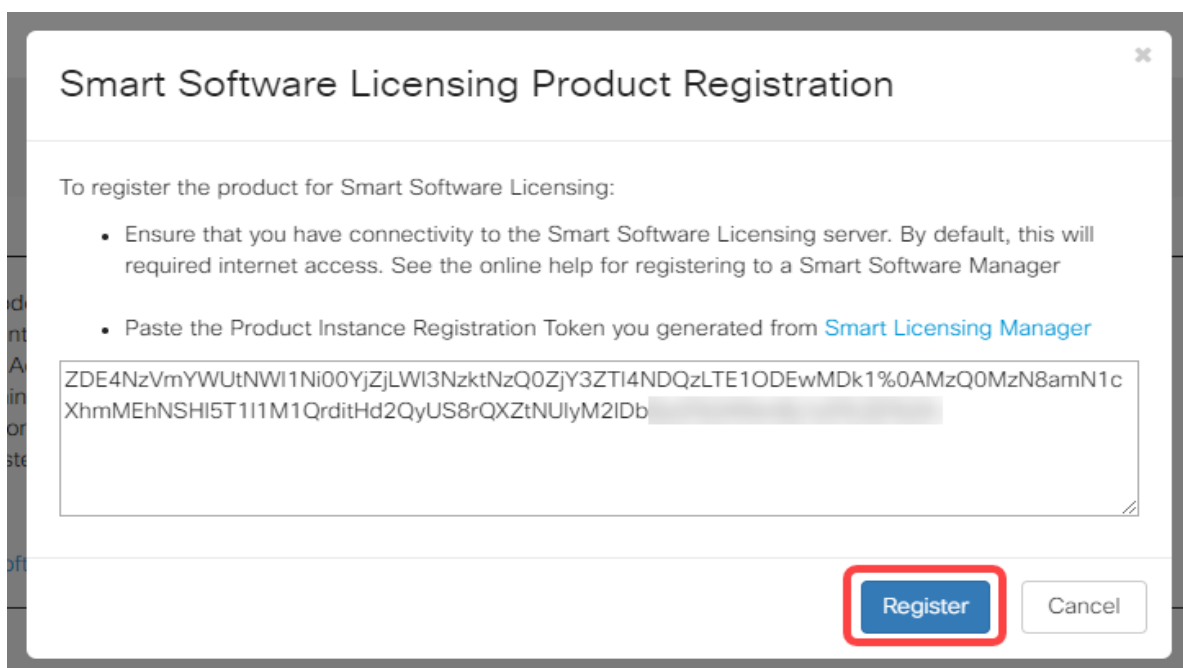 Smart Software Licensing Product Registration
To register the product for Smart Software Licensing:
• Ensure that you have connectivity to the Smart Software Licensing server. By default, this will
required internet access. See the online help for registering to a Smart Software Manager
• Paste the Product Instance Registration Token you generated from Smart Licensing Manager
ZDE4NzVmYWUtNWI1Ni00YjZjLWI3NzktNzQ0ZjY3ZTI4NDQzLTE1ODEwMDk1%0AMzQ0MzN8amN1c
XhmMEhNSHI5T1I1M1QrditHd2QyUS8rQXZtNUlyM2lDb
Register
Cancel